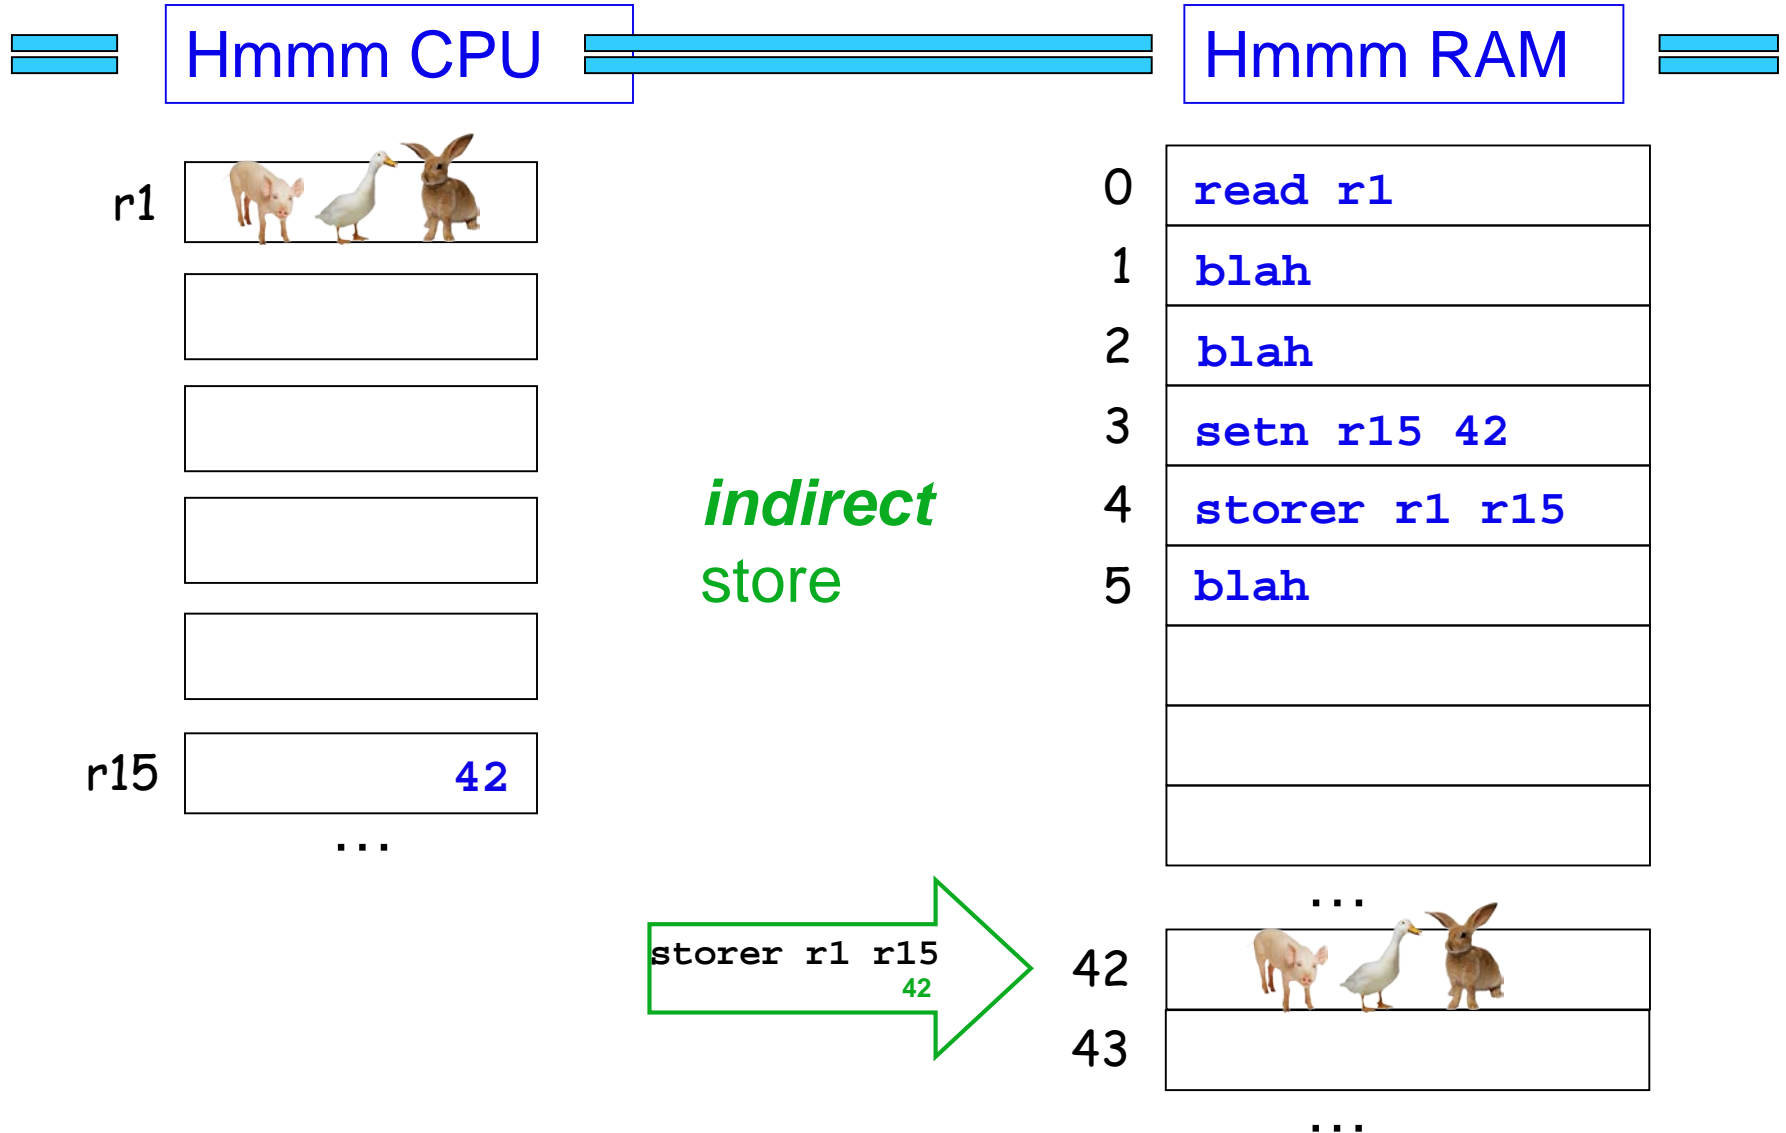 Hmmm CPU
Hmmm RAM
r1
r15
42
...
indirect
store
storer r1 r15
42
0 read r1
1 blah
2 blah
3 setn r15 42
4 storer r1 r15
5 blah
...
42
43
...